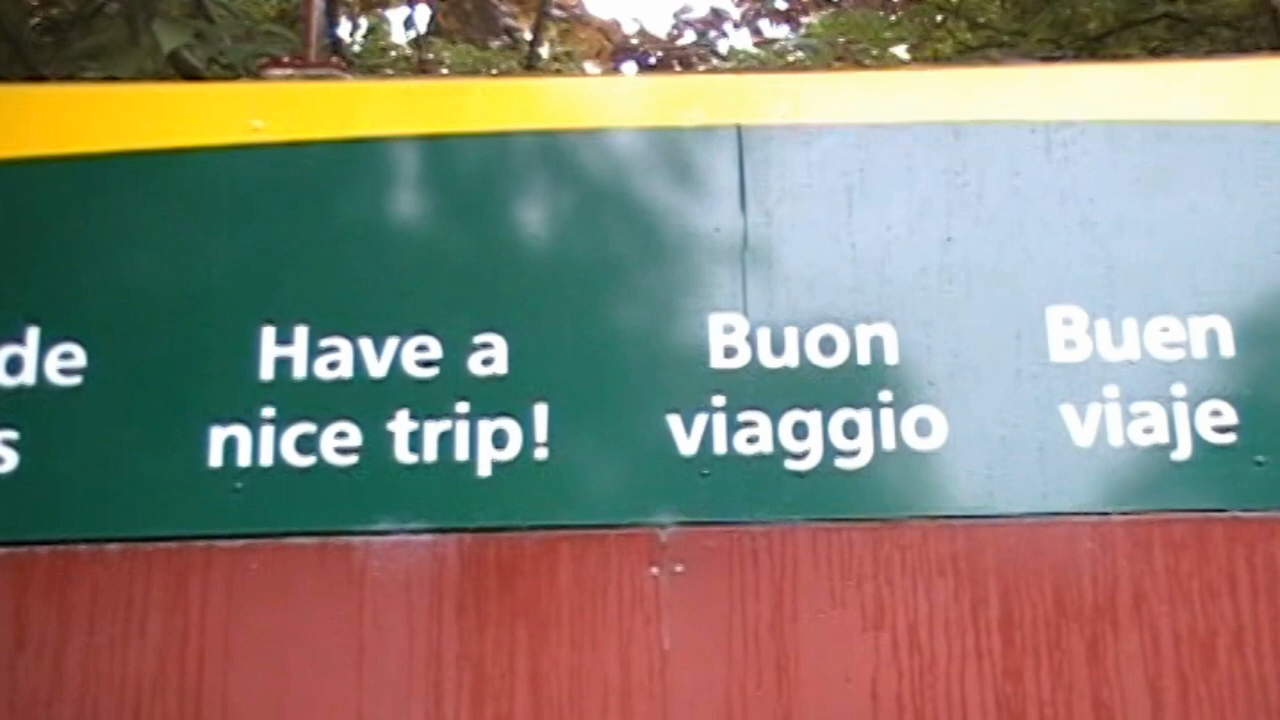 de
s
Have a
nice trip!
Buon
viaggio
Buen
viaje